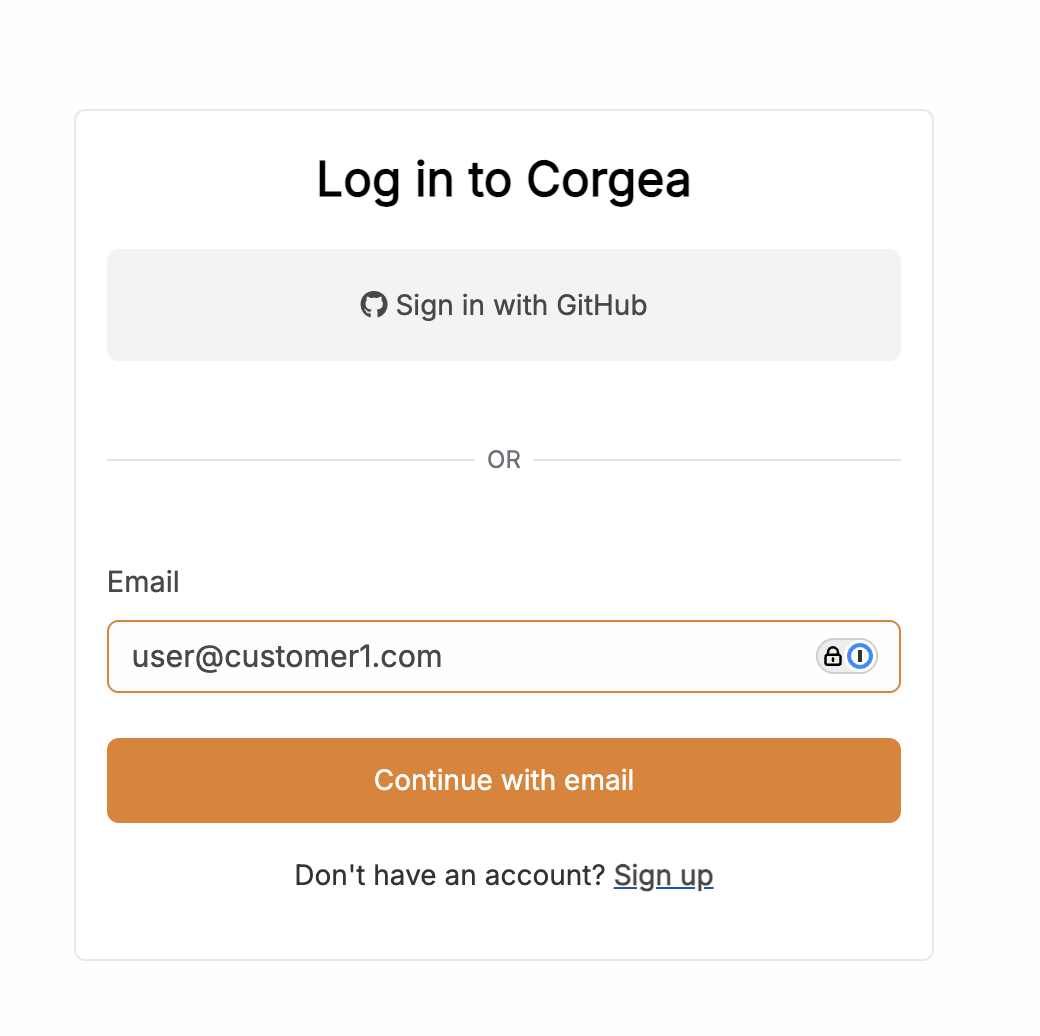 Log in to Corgea
Sign in with GitHub
OR
Email
user@customer1.com
Continue with email
Don't have an account? Sign up